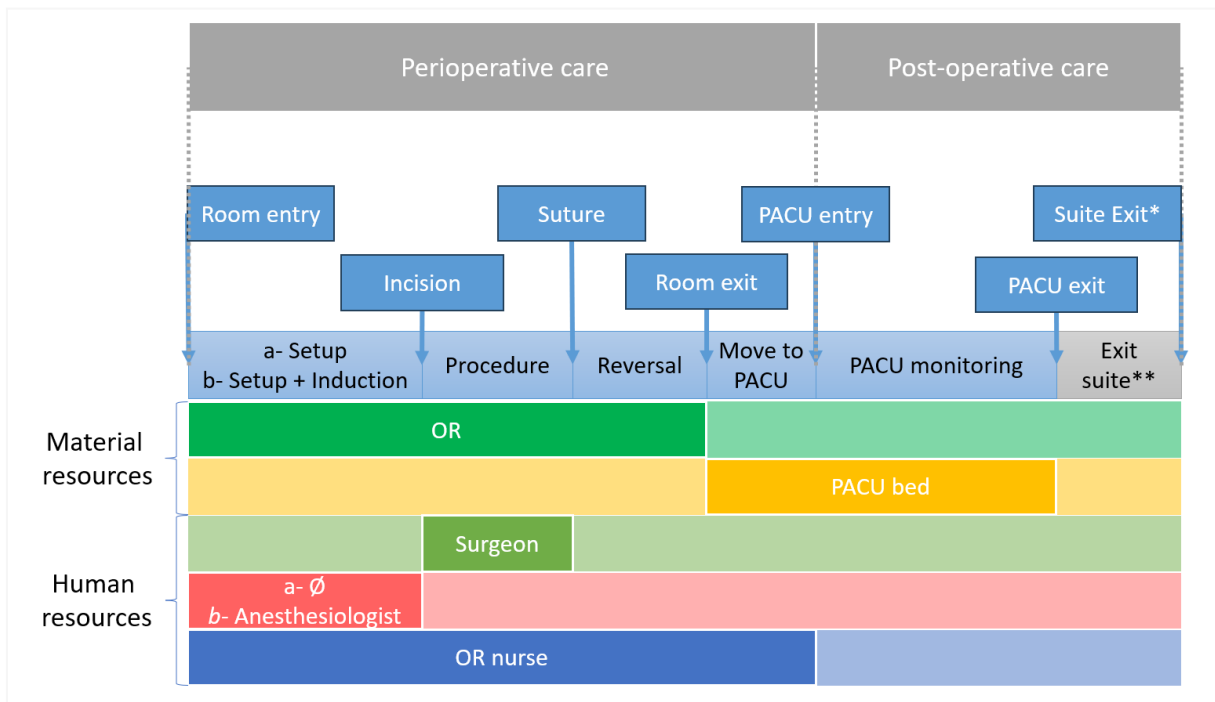 Perioperative care
Post-operative care
Room entry
Suture
PACU entry
Suite Exit*
Incision
Room exit
PACU exit
a- Setup
b- Setup + Induction
Procedure
Reversal
Move to
PACU
PACU monitoring
Exit
suite**
Material
resources
OR
PACU bed
Human
resources
Surgeon
a- Ø
b- Anesthesiologist
OR nurse